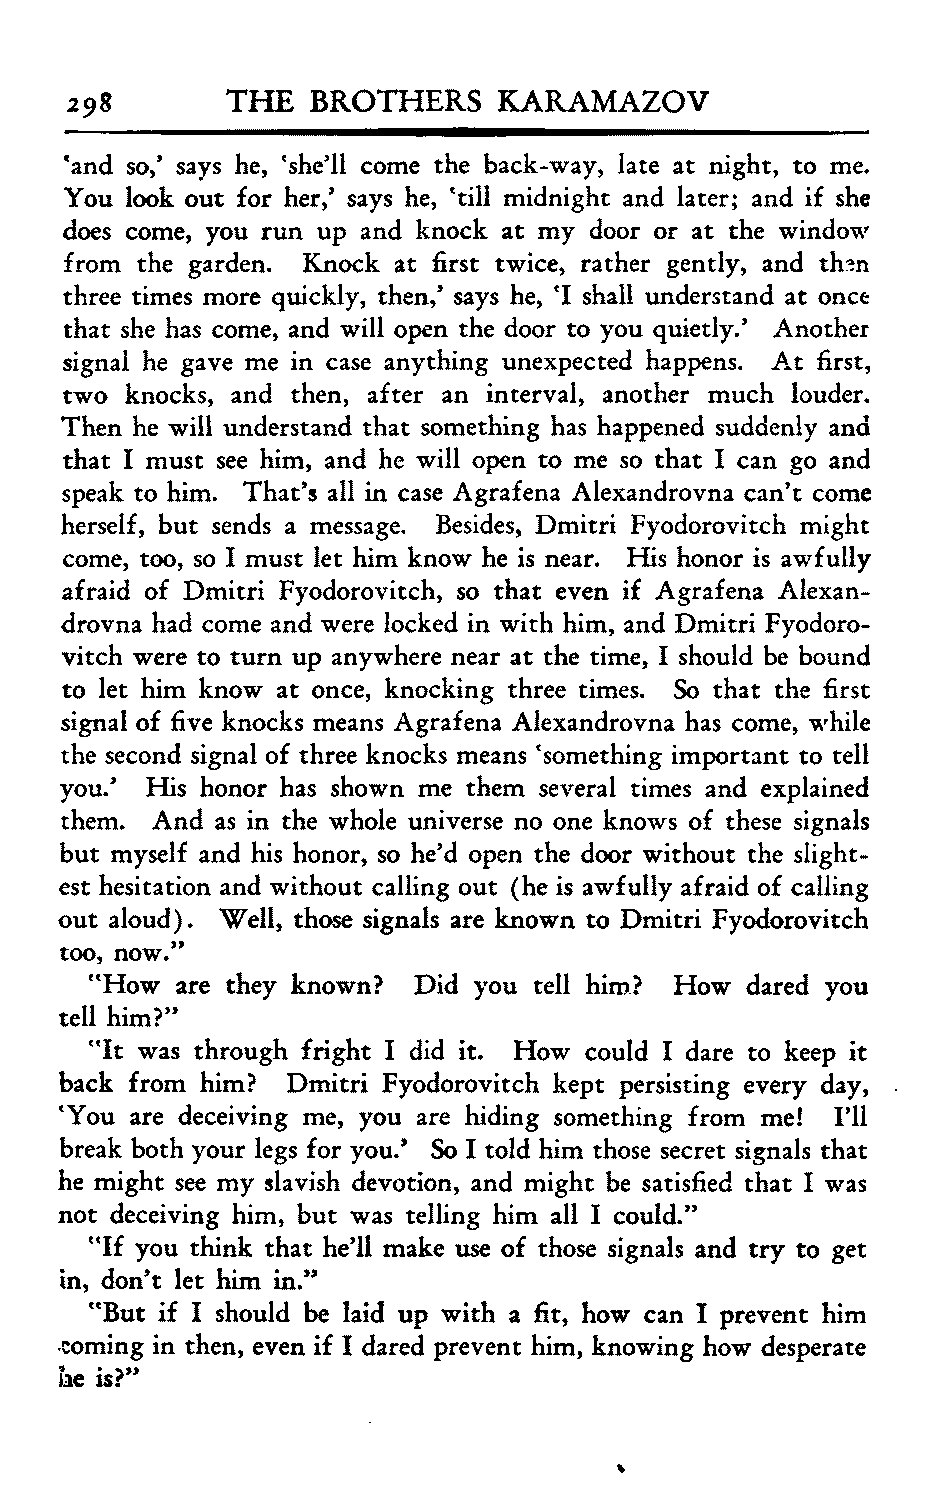 298 THE BROTHERS KARAMAZOV
'and so,' says he, 'she'll come the back-way, late at night, to me.
You look out for her,' says he, 'till midnight and later; and if she
does come, you run up and knock at my door or at the window
from the garden. Knock at first twice, rather gently, and then
three times more quickly, then,' says he, 'I shall understand at once
that she has come, and will open the door to you quietly.' Another
signal he gave me in case anything unexpected happens. At first,
two knocks, and then, after an interval, another much louder.
Then he will understand that something has happened suddenly and
that I must see him, and he will open to me so that I can go and
speak to him. That's all in case Agrafena Alexandrovna can't come
herself, but sends a message. Besides, Dmitri Fyodorovitch might
come, too, so I must let him know he is near. His honor is awfully
afraid of Dmitri Fyodorovitch, so that even if Agrafena Alexan-
drovna had come and were locked in with him, and Dmitri Fyodoro-
vitch were to turn up anywhere near at the time, I should be bound
to let him know at once, knocking three times. So that the first
signal of five knocks means Agrafena Alexandrovna has come, while
the second signal of three knocks means 'something important to tell
you.' His honor has shown me them several times and explained
them. And as in the whole universe no one knows of these signals
but myself and his honor, so he'd open the door without the slight-
est hesitation and without calling out (he is awfully afraid of calling
out aloud). Well, those signals are known to Dmitri Fyodorovitch
too, now."
"How are they known? Did you tell him? How dared you
tell him?"
"It was through fright I did it. How could I dare to keep it
back from him? Dmitri Fyodorovitch kept persisting every day,
'You are deceiving me, you are hiding something from me! I'll
break both your legs for you.' So I told him those secret signals that
he might see my slavish devotion, and might be satisfied that I was
not deceiving him, but was telling him all I could."
"If you think that he'll make use of those signals and try to get
in, don't let him in."
"But if I should be laid up with a fit, how can I prevent him
coming in then, even if I dared prevent him, knowing how desperate
he is?"